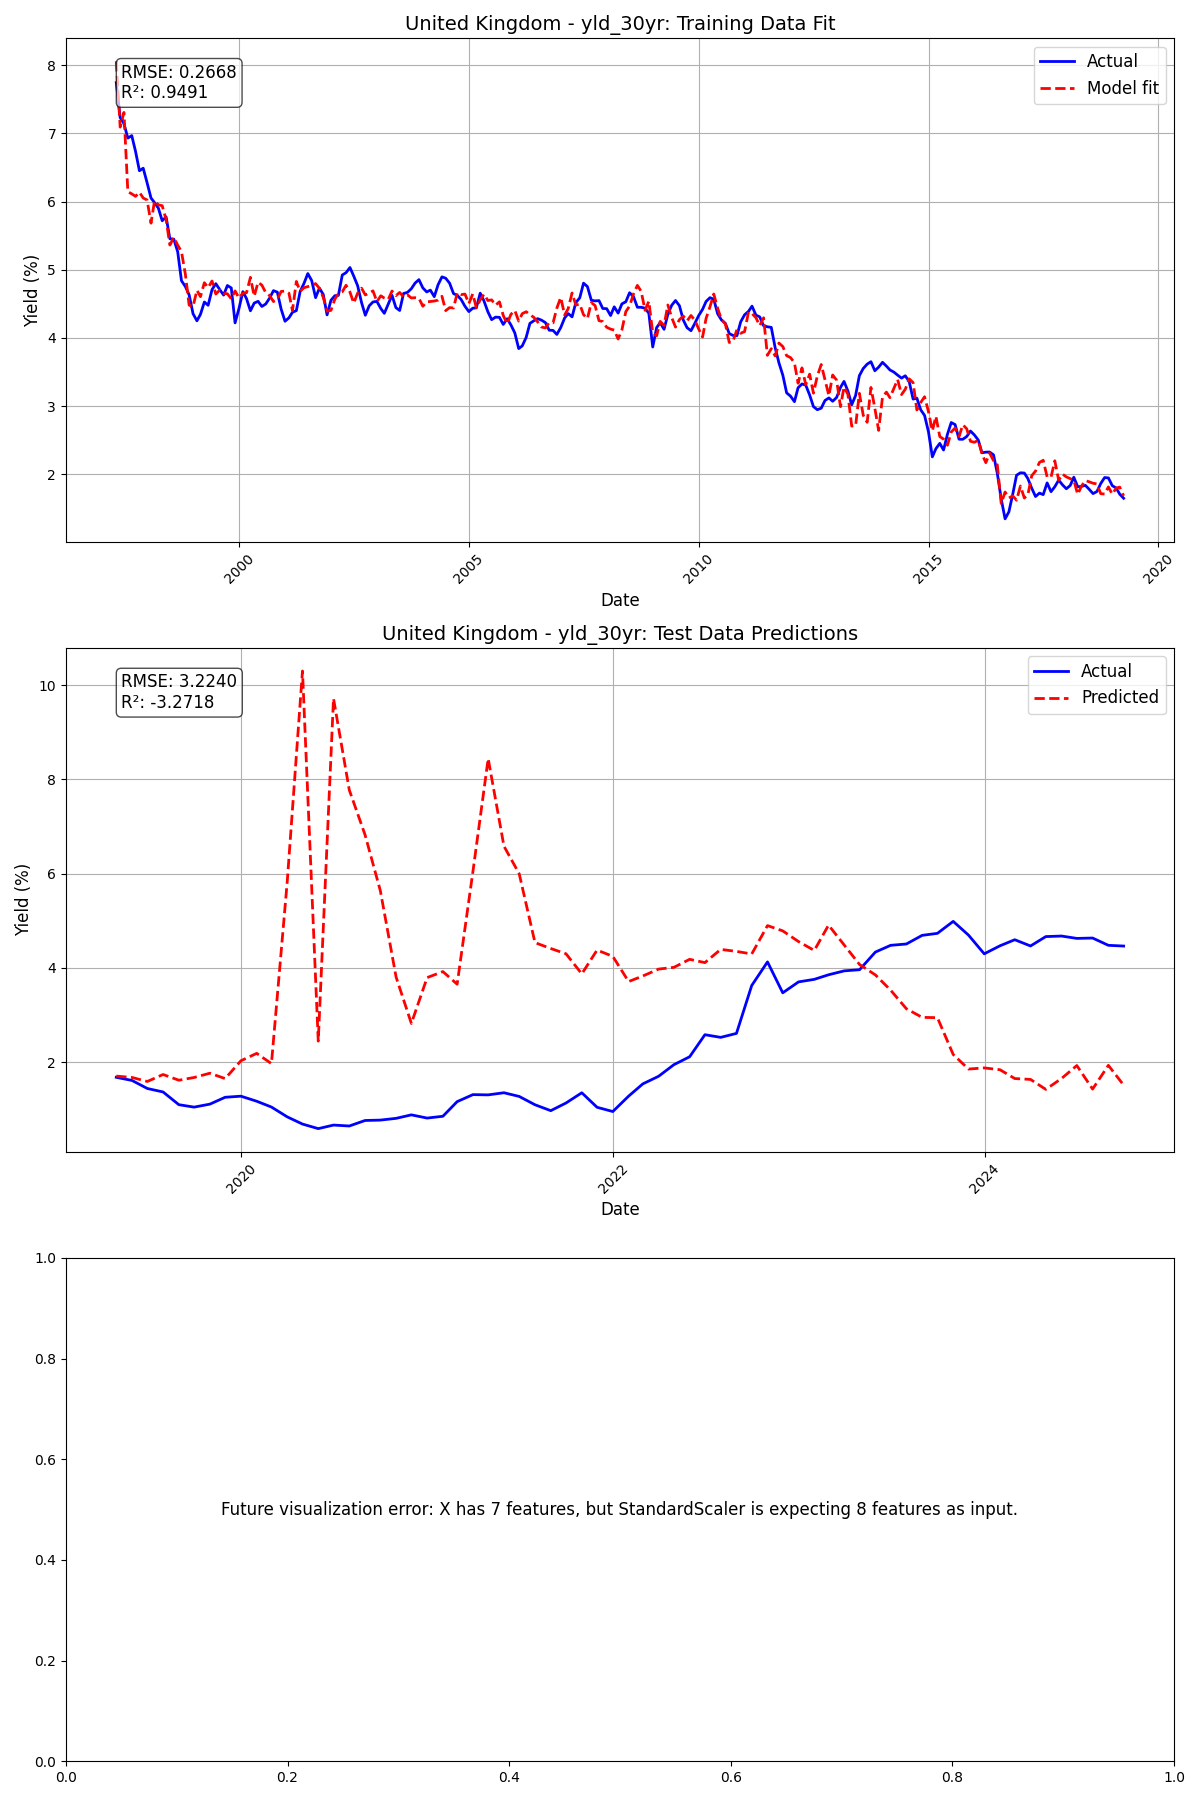 United Kingdom - yld_30yr: Training Data Fit
RMSE: 0.2668
R²: 0.9491
Actual
Model fit
Yield (%)
8
7
6
5
4
3
2
2000
2005
2010
2015
2020
Date
United Kingdom - yld_30yr: Test Data Predictions
RMSE: 3.2240
R²: -3.2718
Actual
Predicted
Yield (%)
10
8
6
4
2
2020
2022
2024
Date
1.0
0.8
0.6
0.4
0.2
0.0
Future visualization error: X has 7 features, but StandardScaler is expecting 8 features as input.
0.0
0.2
0.4
0.6
0.8
1.0